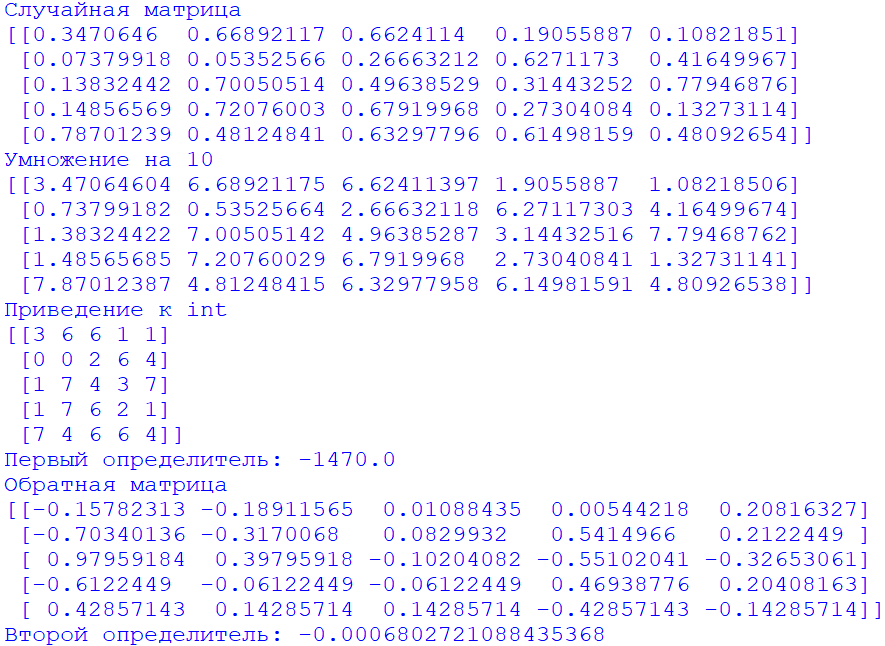 Случайная матрица
[[0.3470646  0.66892117 0.6624114  0.19055887 0.10821851]
 [0.07379918 0.05352566 0.26663212 0.6271173  0.41649967]
 [0.13832442 0.70050514 0.49638529 0.31443252 0.77946876]
 [0.14856569 0.72076003 0.67919968 0.27304084 0.13273114]
 [0.78701239 0.48124841 0.63297796 0.61498159 0.48092654]]
Умножение на 10
[[3.47064604 6.68921175 6.62411397 1.9055887  1.08218506]
 [0.73799182 0.53525664 2.66632118 6.27117303 4.16499674]
 [1.38324422 7.00505142 4.96385287 3.14432516 7.79468762]
 [1.48565685 7.20760029 6.7919968  2.73040841 1.32731141]
 [7.87012387 4.81248415 6.32977958 6.14981591 4.80926538]]
Приведение к int
[[3 6 6 1 1]
 [0 0 2 6 4]
 [1 7 4 3 7]
 [1 7 6 2 1]
 [7 4 6 6 4]]
Первый определитель: -1470.0
Обратная матрица
[[-0.15782313 -0.18911565  0.01088435  0.00544218  0.20816327]
 [-0.70340136 -0.3170068   0.0829932   0.5414966   0.2122449 ]
 [ 0.97959184  0.39795918 -0.10204082 -0.55102041 -0.32653061]
 [-0.6122449  -0.06122449 -0.06122449  0.46938776  0.20408163]
 [ 0.42857143  0.14285714  0.14285714 -0.42857143 -0.14285714]]
Второй определитель: -0.0006802721088435368